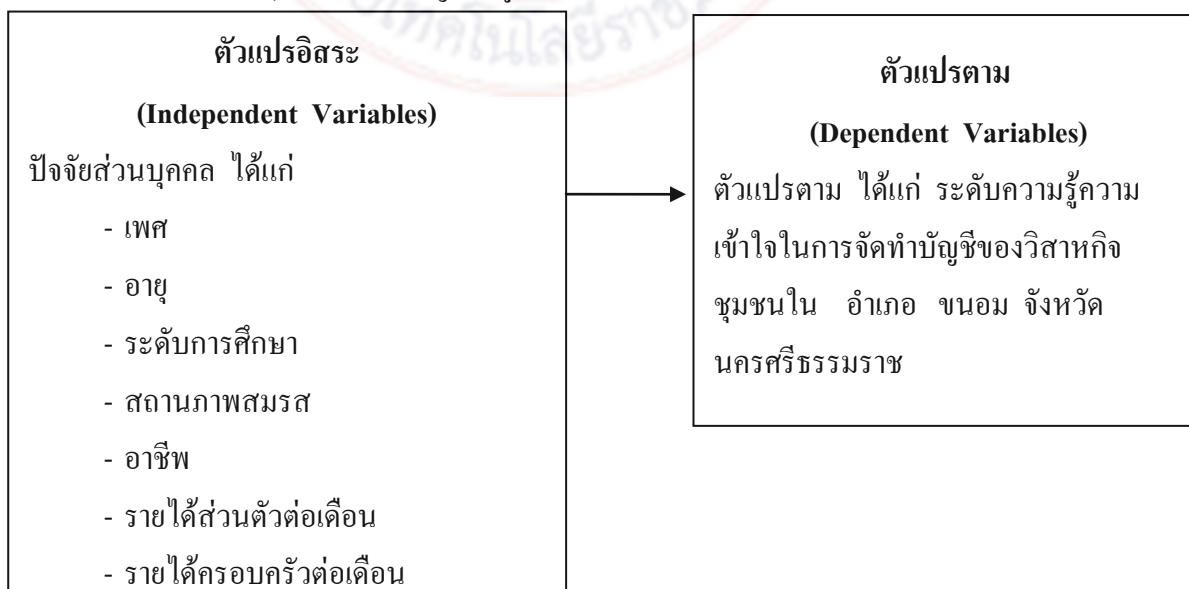 ตัวแปรอิสระ
(Independent Variables)
ปัจจัยส่วนบุคคล ได้แก่
- เพศ
- อายุ
- ระดับการศึกษา
- สถานภาพสมรส
- อาชีพ
- รายได้ส่วนตัวต่อเดือน
- รายได้ครอบครัวต่อเดือน
ตัวแปรตาม
(Dependent Variables)
ตัวแปรตาม ได้แก่ ระดับความรู้ความ
เข้าใจในการจัดทำบัญชีของวิสาหกิจ
ชุมชนใน อำเภอ ขนอม จังหวัด
นครศรีธรรมราช